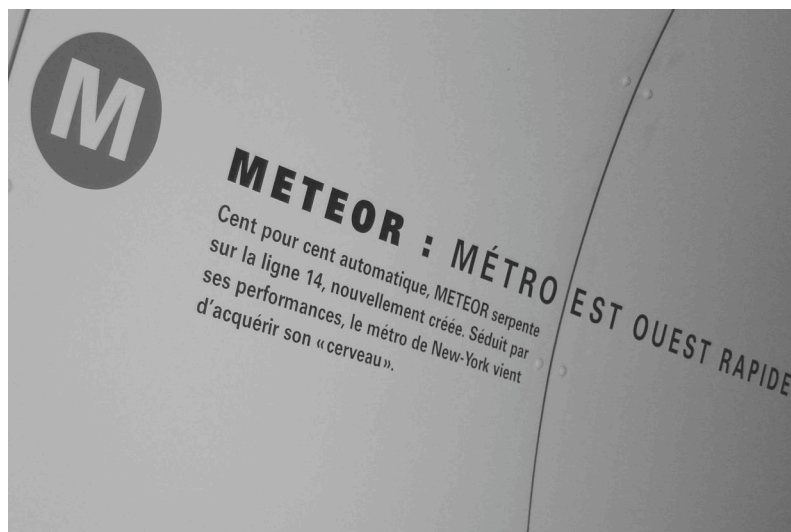 M
METEOR : MÉTRO EST OUEST RAPIDE
Cent pour cent automatique, METEOR serpente
sur la ligne 14, nouvellement créée. Séduit par
ses performances, le métro de New-York vient
d'acquérir son «cerveau».